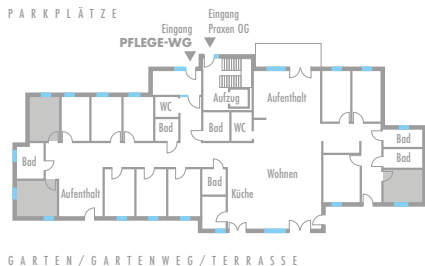 PARKPLÄTZE
Eingang
Praxen OG
Eingang
PFLEGE-WG
WC
Aufzug
Aufenthalt
Bad
Bad
WC
Bad
Bad
Bad
Aufenthalt
Bad
Küche
Wohnen
GARTEN/GARTENWEG/TERRASSE